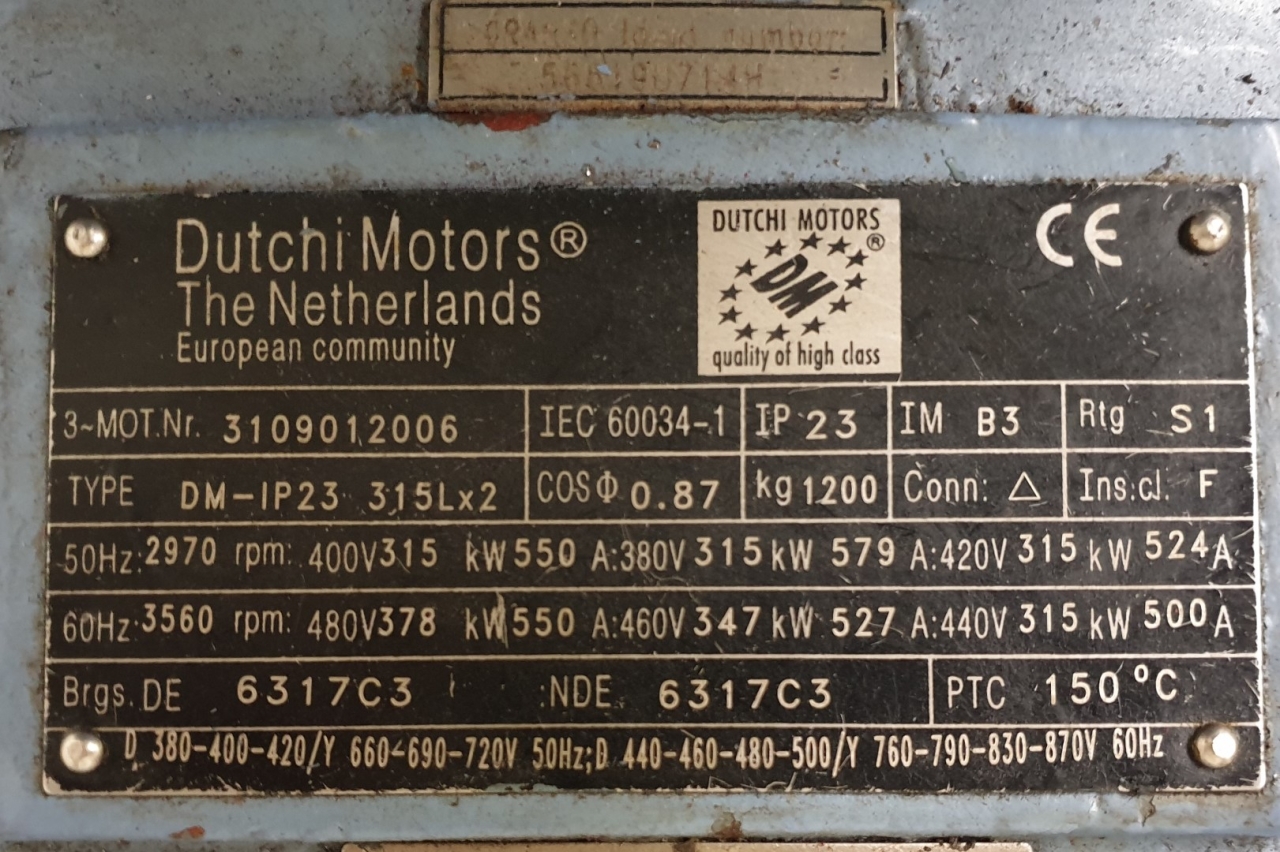 number
Dutchi Motors®
The Netherlands
European community
DUTCHI MOTORS
®
DM
quality of high class
CE
3~MOT.Nr. 3109012006 IEC 60034-1 IP 23 IM B3 Rtg S1
TYPE DM-IP23 315Lx2 COSΦ 0.87 kg 1200 Conn: △ Ins.cl. F
50Hz:2970 rpm: 400V315 kW 550 A:380V 315 kW 579 A:420V 315 kW 524 A
60Hz:3560 rpm: 480V378 kW 550 A:460V 347 kW 527 A:440V 315 kW 500 A
Brgs. DE 6317C3 :NDE 6317C3 PTC 150 °C
D 380-400-420/Y 660-690-720V 50Hz;D 440-460-480-500/Y 760-790-830-870V 60Hz